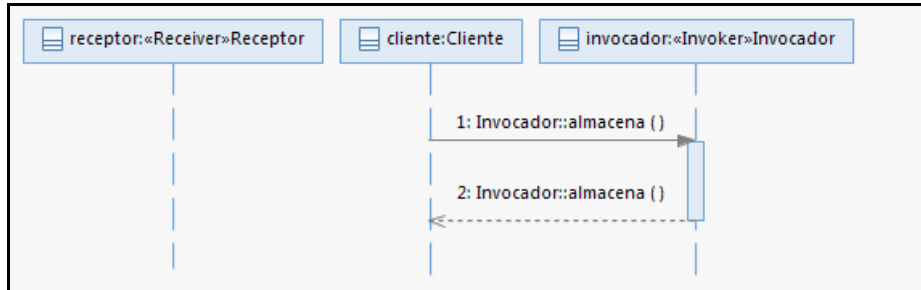 receptor:«Receiver»Receptor
cliente:Cliente
invocador:«Invoker»Invocador
1: Invocador::almacena ( )
2: Invocador::almacena ( )